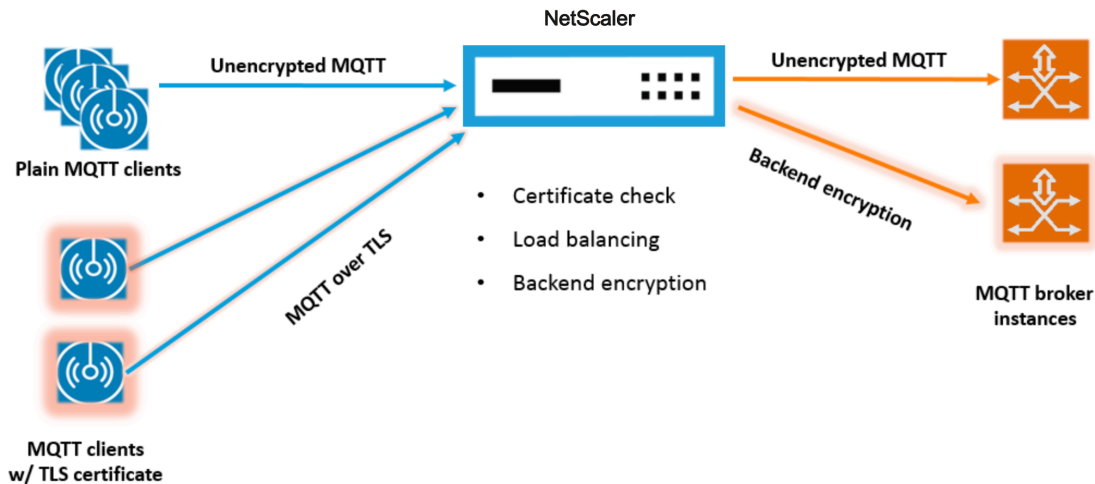 NetScaler
Unencrypted MQTT
Unencrypted MQTT
Plain MQTT clients
Backend encryption
• Certificate check
• Load balancing
• Backend encryption
MQTT over TLS
MQTT broker
instances
MQTT clients
w/ TLS certificate